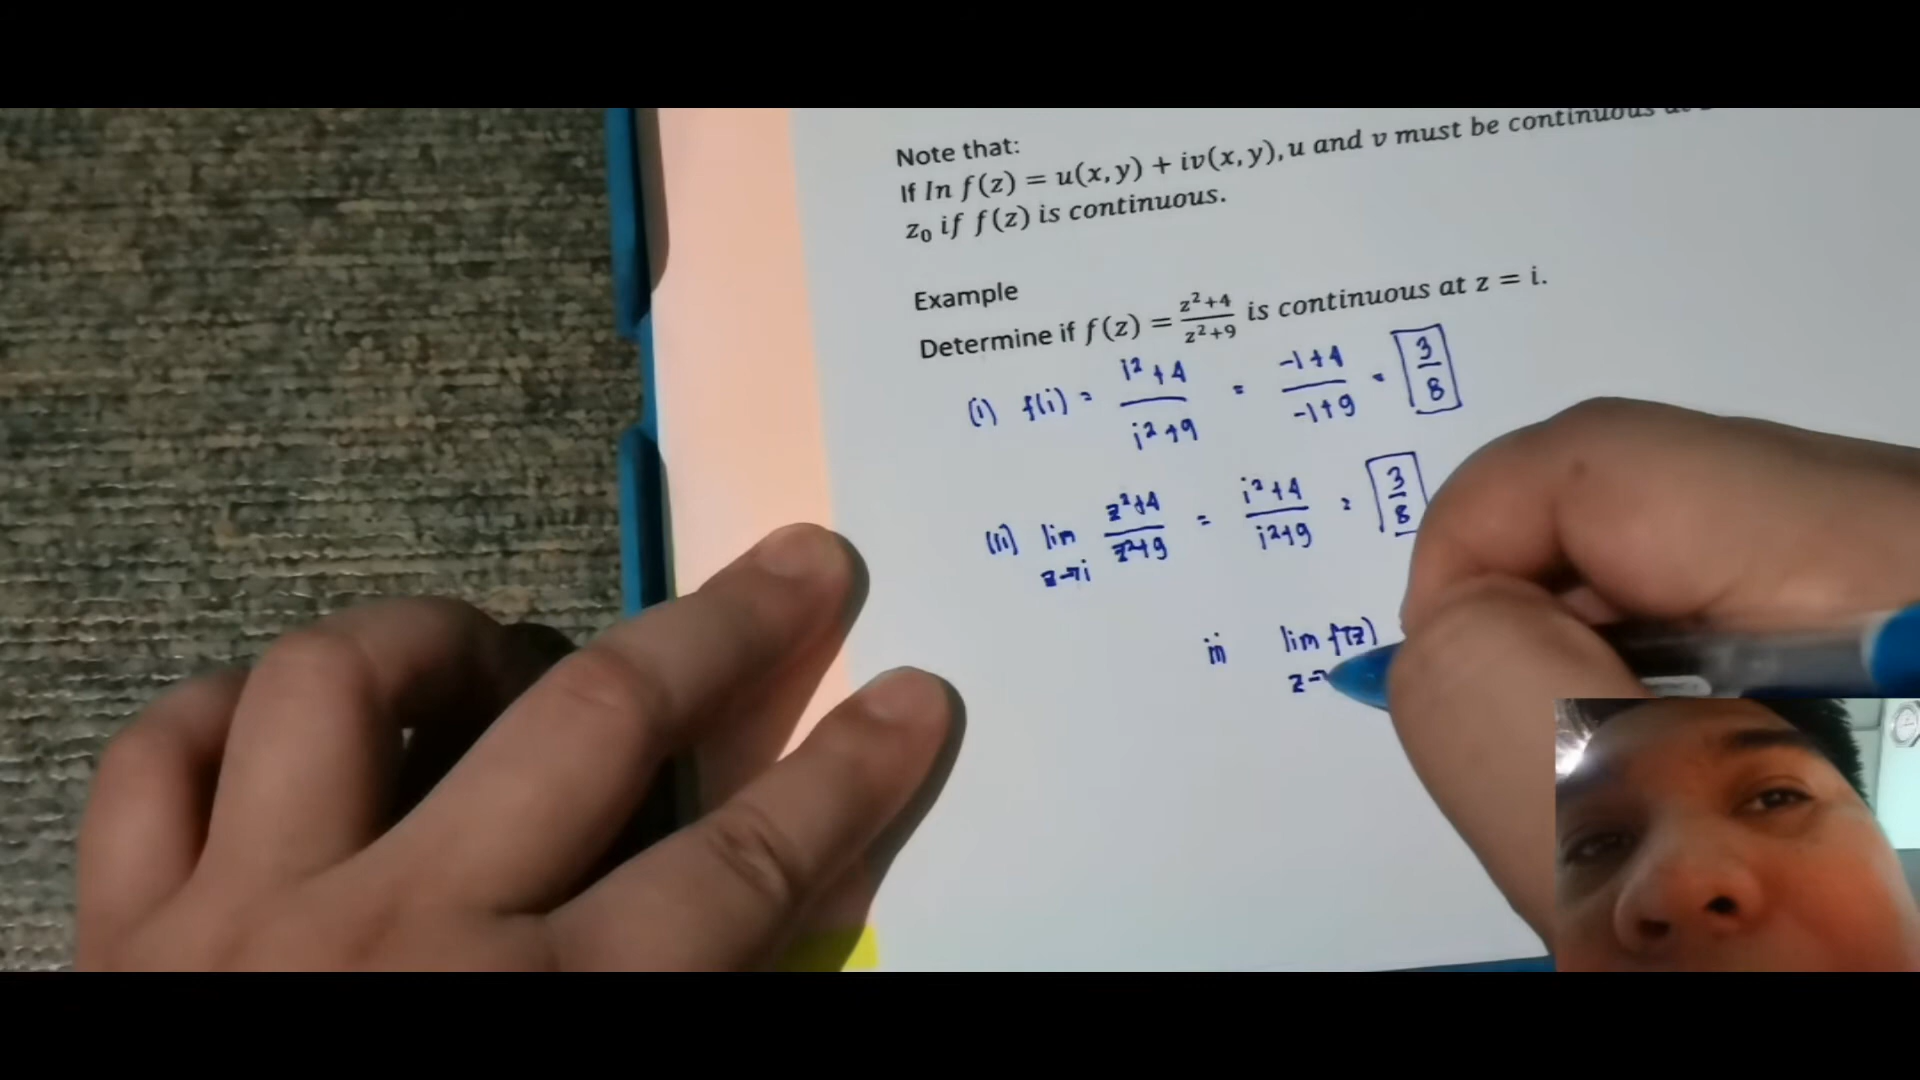 Note that:
If In f(z) = u(x, y) + iv(x, y), u and v must be continuous at
z₀ if f(z) is continuous.
Example
Determine if f(z) = (z²+4)/(z²+9) is continuous at z = i.
(i) f(i) = (i²+4)/(i²+9) = (-1+4)/(-1+9) = 3/8
(ii) lim z→i (z²+4)/(z²+9) = (i²+4)/(i²+9) = 3/8
iii lim f(z)
z→